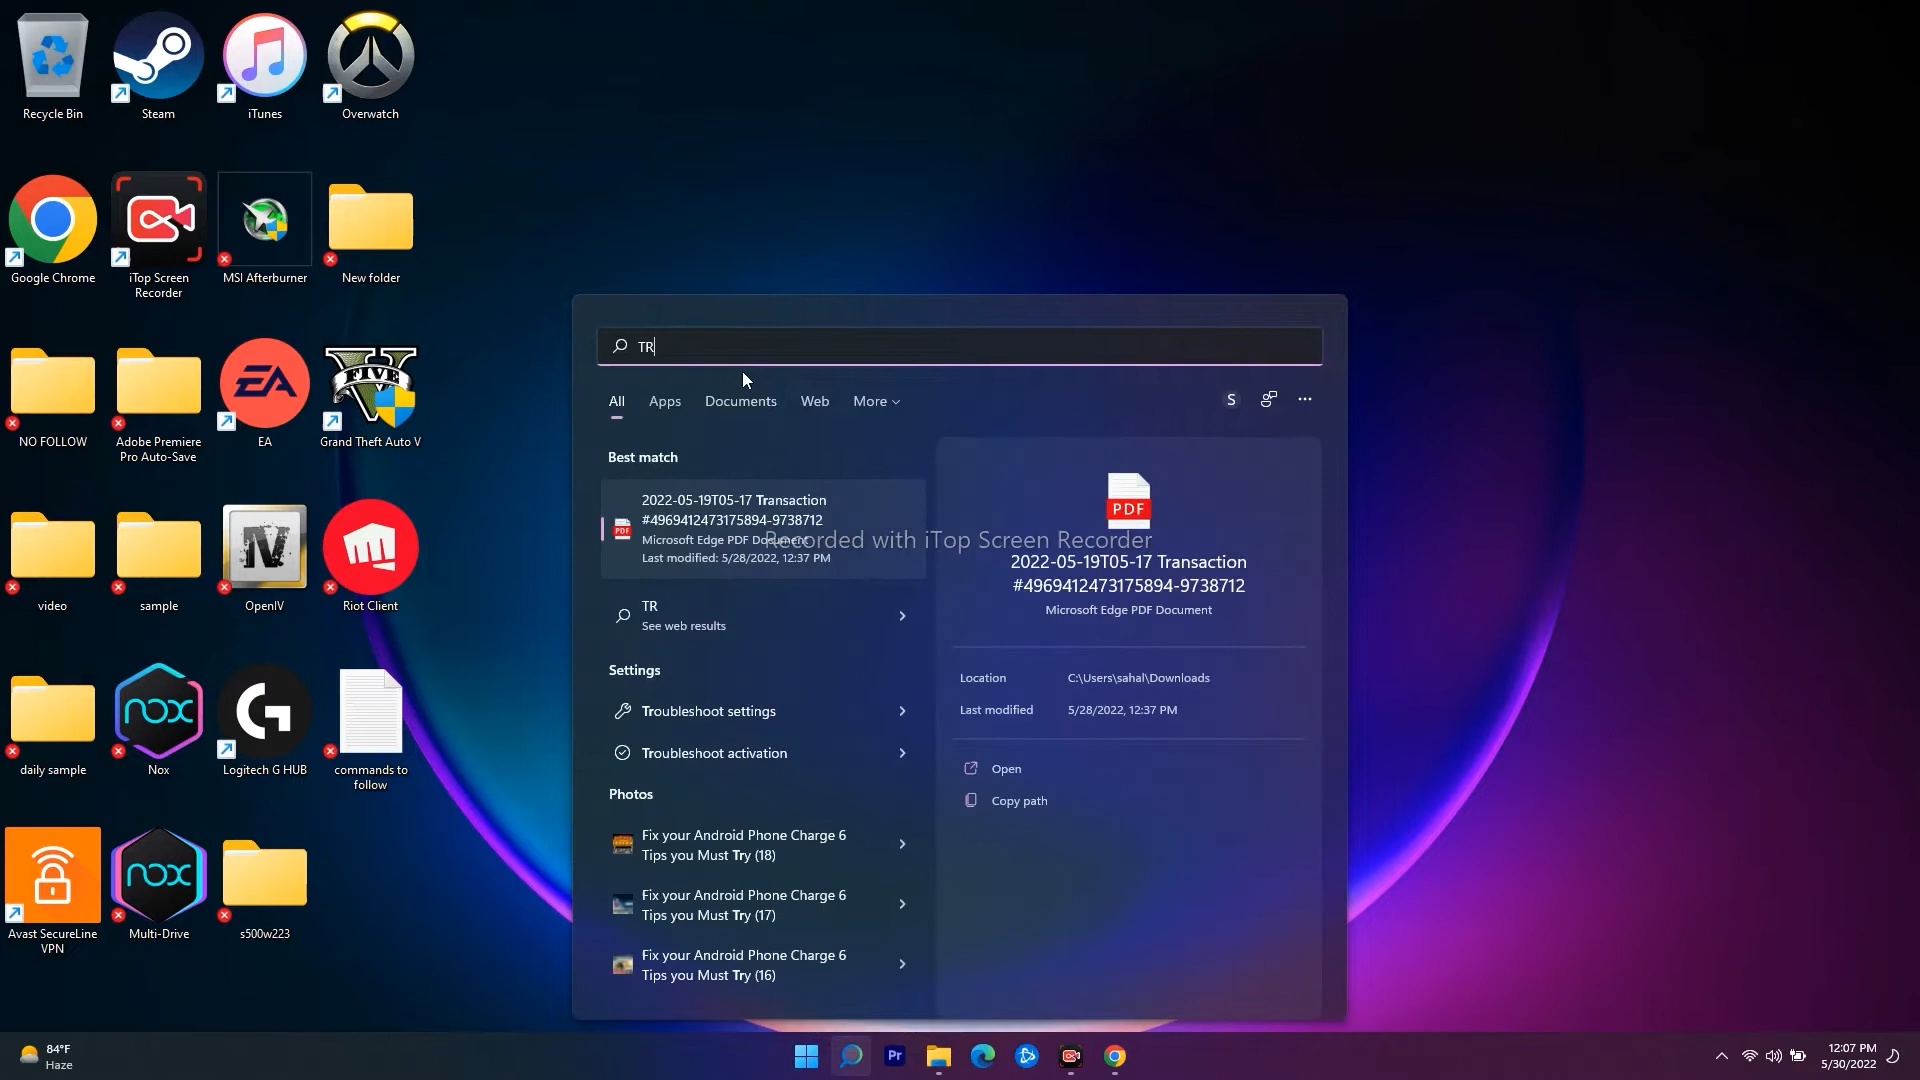 Recycle Bin
Steam
iTunes
Overwatch
Google Chrome
iTop Screen
Recorder
MSI Afterburner
New folder
NO FOLLOW
Adobe Premiere
Pro Auto-Save
EA
EA
FIVE
Grand Theft Auto V
video
sample
IV
OpenIV
Riot Client
daily sample
nox
Nox
G
Logitech G HUB
commands to
follow
Avast SecureLine
VPN
nox
Multi-Drive
s500w223
TR
All
Apps
Documents
Web
More
S
Best match
2022-05-19T05-17 Transaction
#4969412473175894-9738712
Microsoft Edge PDF Document
Last modified: 5/28/2022, 12:37 PM
PDF
TR
See web results
Settings
Troubleshoot settings
Troubleshoot activation
Photos
Fix your Android Phone Charge 6
Tips you Must Try (18)
Fix your Android Phone Charge 6
Tips you Must Try (17)
Fix your Android Phone Charge 6
Tips you Must Try (16)
PDF
Recorded with iTop Screen Recorder
2022-05-19T05-17 Transaction
#4969412473175894-9738712
Microsoft Edge PDF Document
Location C:\Users\sahal\Downloads
Last modified 5/28/2022, 12:37 PM
Open
Copy path
84°F
Haze
Pr
12:07 PM
5/30/2022